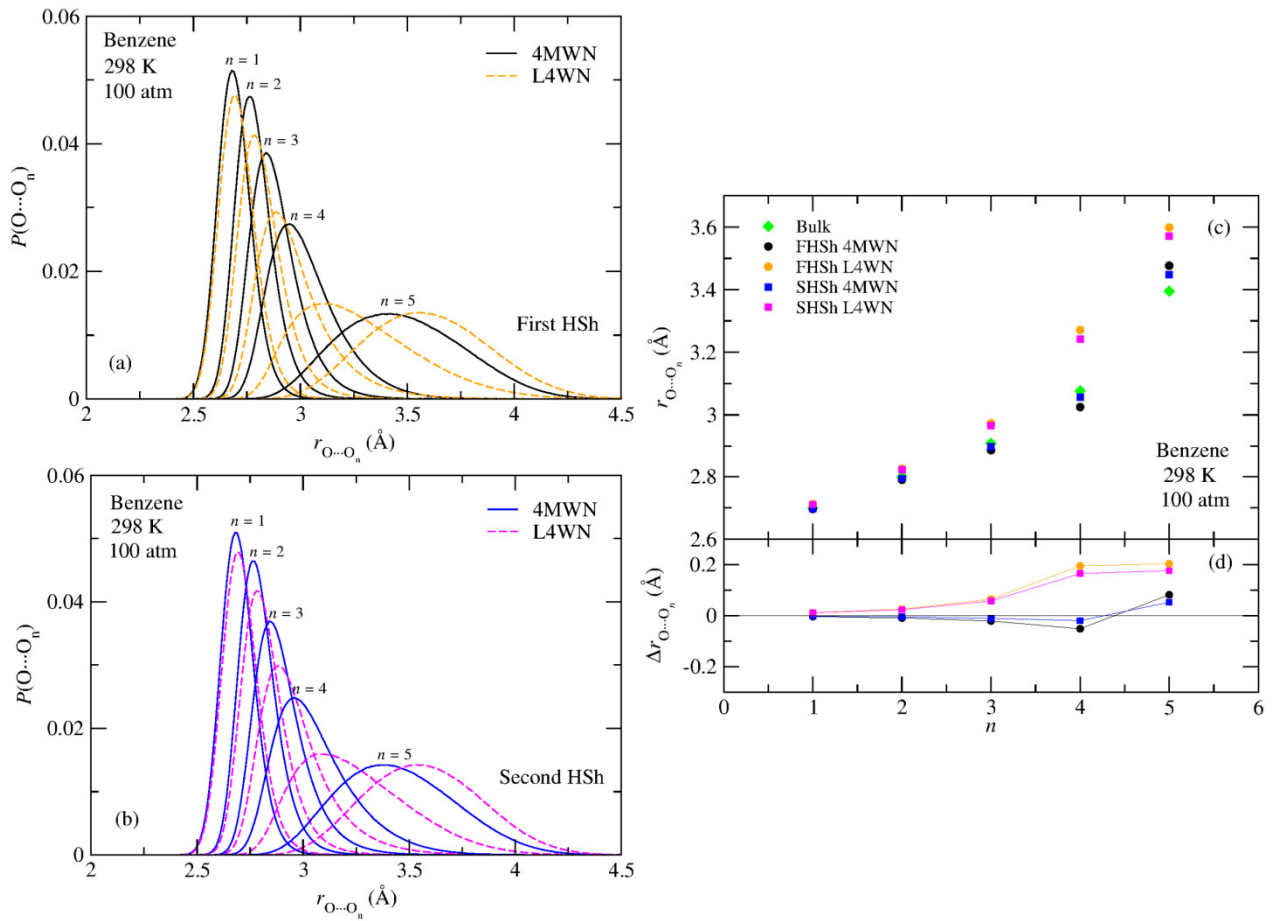 0.06
Benzene
298 K
100 atm
4MWN
L4WN
n = 1
n = 2
n = 3
n = 4
n = 5
0.04
0.02
0
P(O···Oₙ)
First HSh
(a)
2 2.5 3 3.5 4 4.5
r O···Oₙ (Å)
0.06
Benzene
298 K
100 atm
4MWN
L4WN
n = 1
n = 2
n = 3
n = 4
n = 5
0.04
0.02
0
P(O···Oₙ)
Second HSh
(b)
2 2.5 3 3.5 4 4.5
r O···Oₙ (Å)
(c)
Bulk
FHSh 4MWN
FHSh L4WN
SHSh 4MWN
SHSh L4WN
3.6
3.4
3.2
3
2.8
2.6
r O···Oₙ (Å)
Benzene
298 K
100 atm
(d)
0.2
0
-0.2
Δr O···Oₙ (Å)
0 1 2 3 4 5 6
n